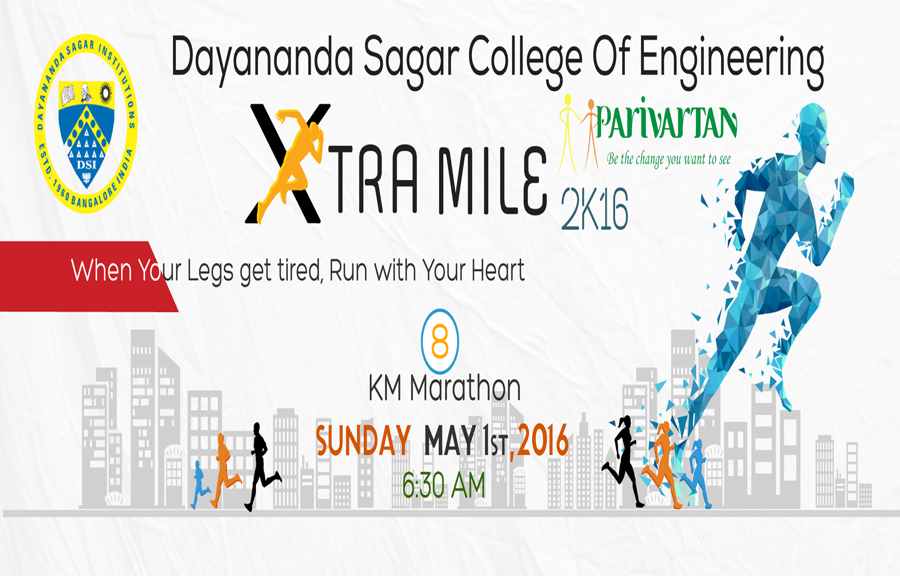 Dayananda Sagar College Of Engineering
DAYANANDA SAGAR INSTITUTIONS
ESTD. 1960 BANGALORE INDIA
DSI
XTRA MILE
2K16
PARIVARTAN
Be the change you want to see
When Your Legs get tired, Run with Your Heart
8
KM Marathon
SUNDAY MAY 1ST, 2016
6:30 AM